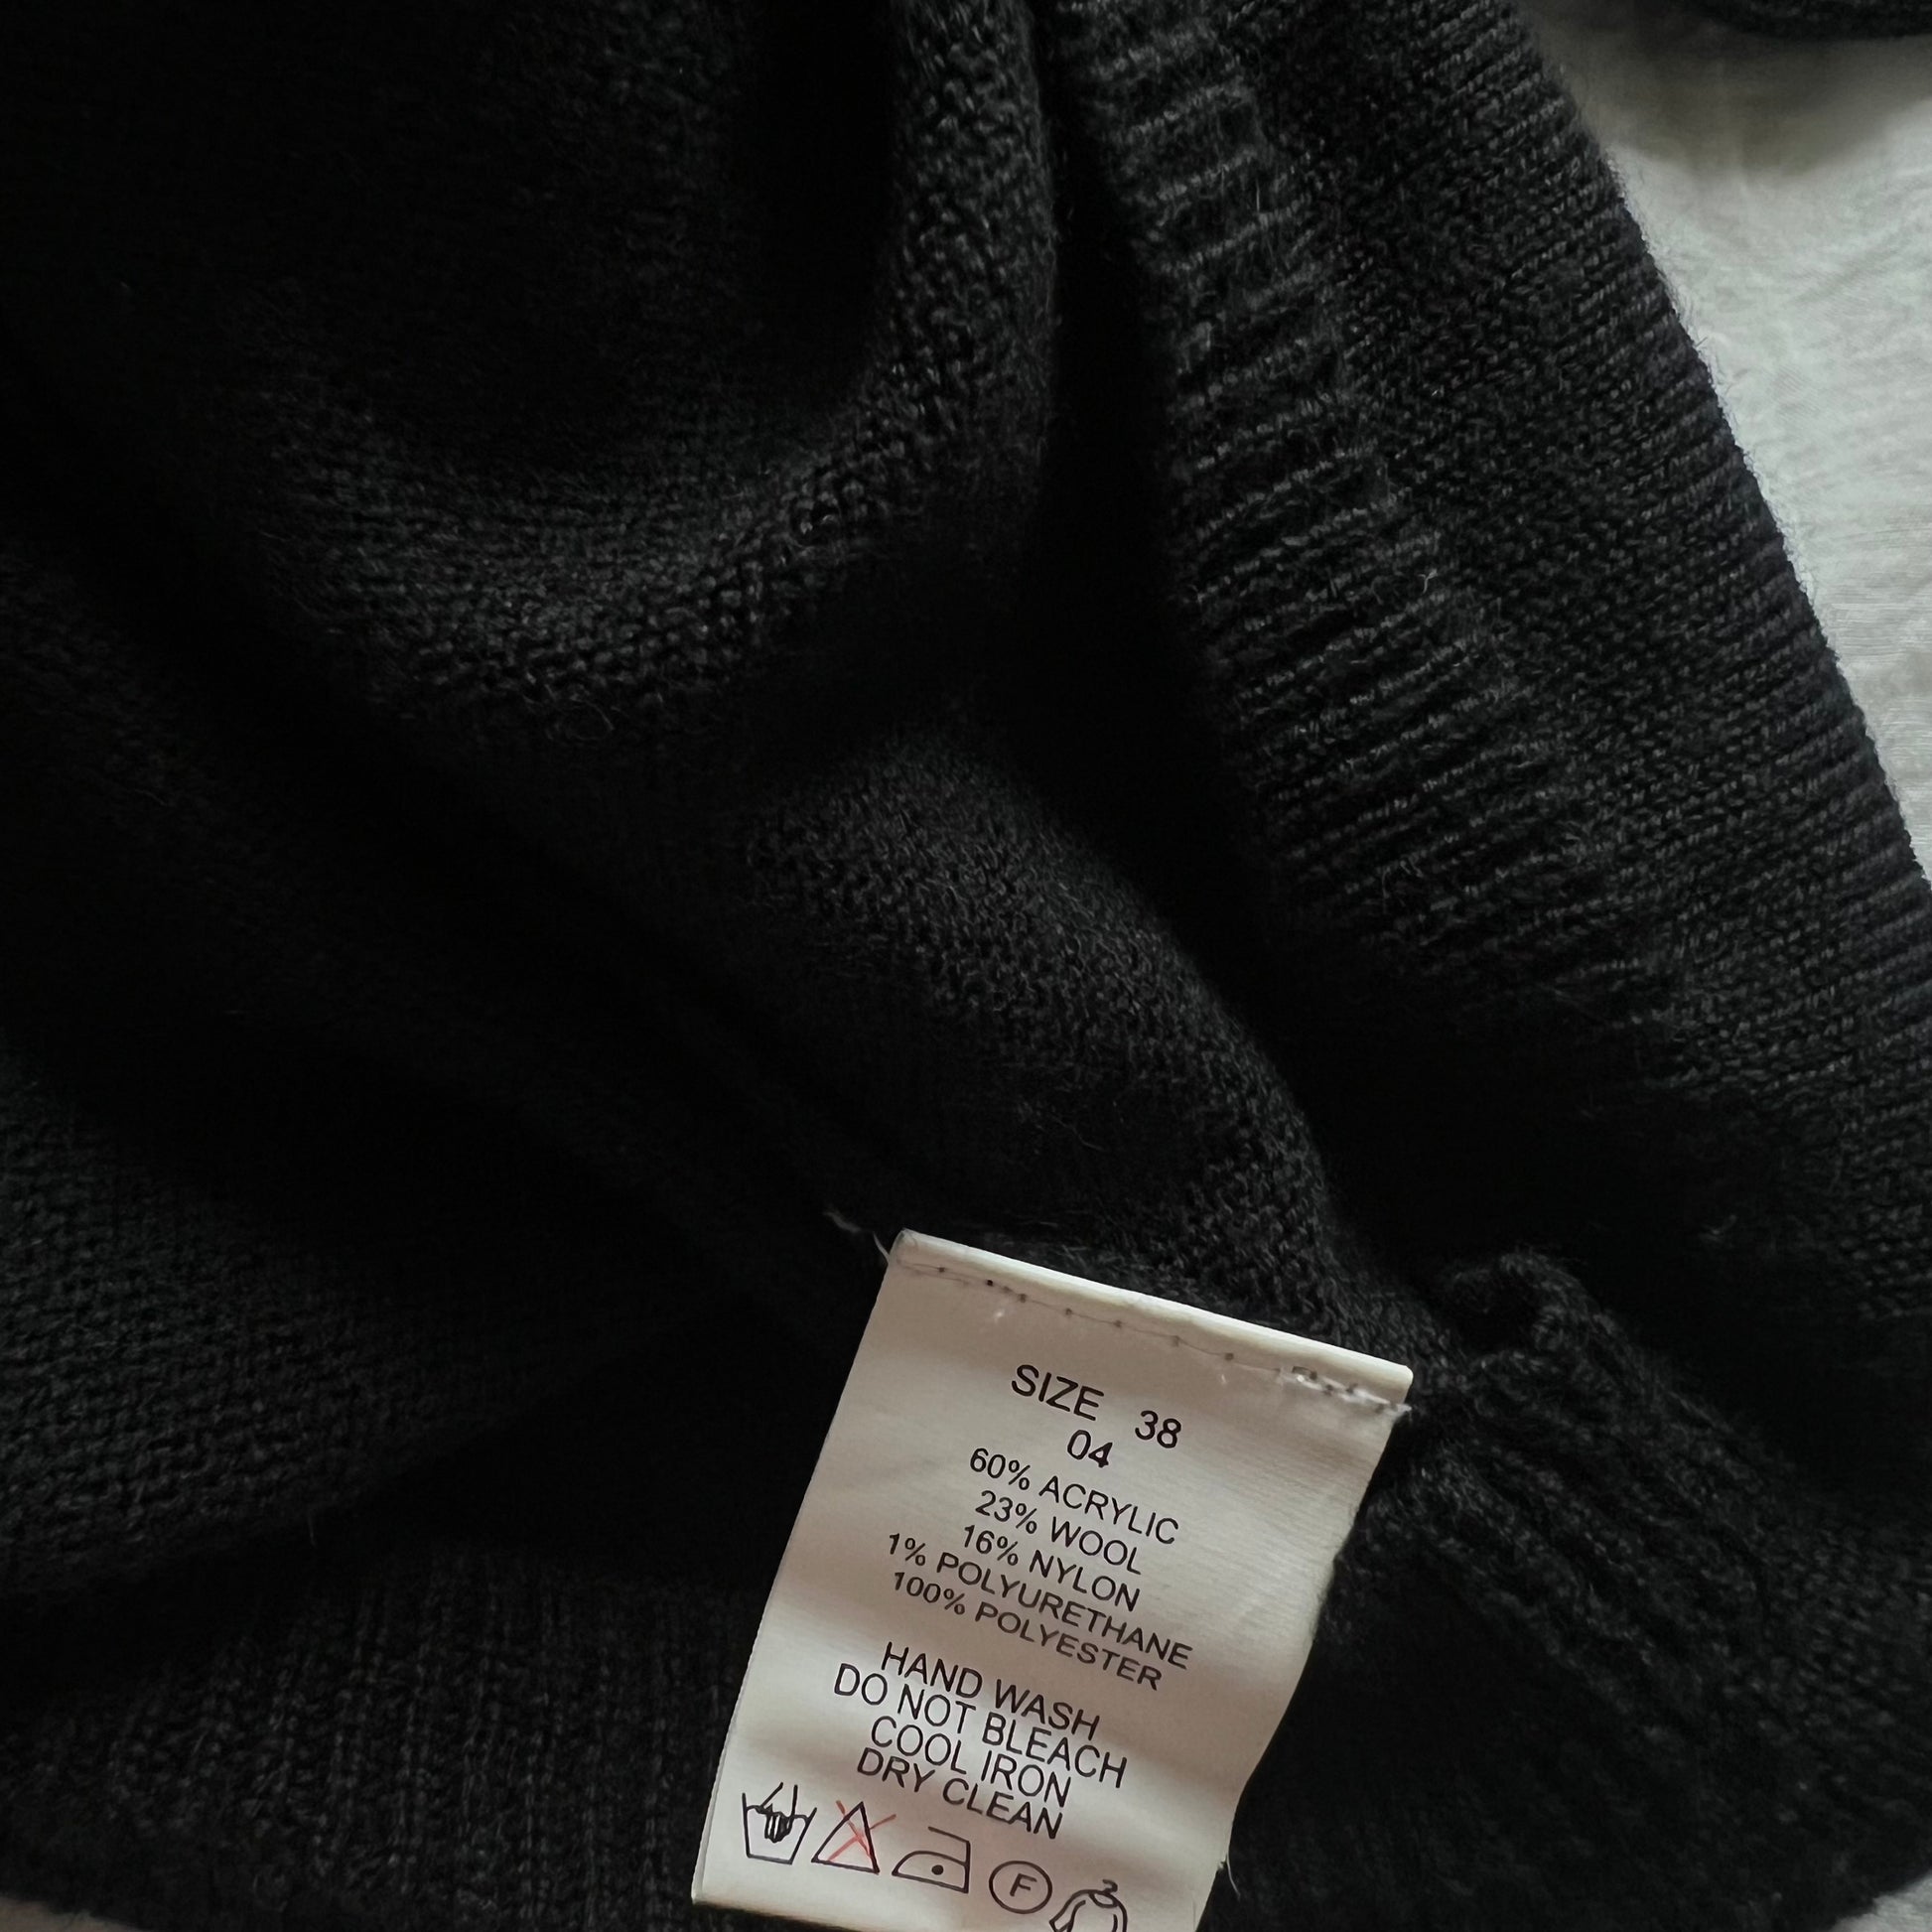 SIZE 38
04
60% ACRYLIC
23% WOOL
16% NYLON
1% POLYURETHANE
100% POLYESTER
HAND WASH
DO NOT BLEACH
COOL IRON
DRY CLEAN
F